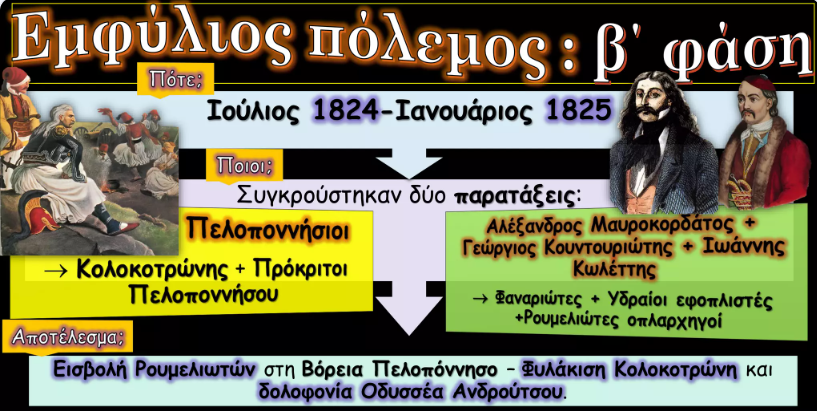 Εμφύλιος πόλεμος : β' φάση
Πότε;
Ιούλιος 1824-Ιανουάριος 1825
Ποιοι;
Συγκρούστηκαν δύο παρατάξεις:
Πελοποννήσιοι
→ Κολοκοτρώνης + Πρόκριτοι
Πελοποννήσου
Αλέξανδρος Μαυροκορδάτος +
Γεώργιος Κουντουριώτης + Ιωάννης
Κωλέττης
→ Φαναριώτες + Υδραίοι εφοπλιστές
+Ρουμελιώτες οπλαρχηγοί
Αποτέλεσμα;
Εισβολή Ρουμελιωτών στη Βόρεια Πελοπόννησο – Φυλάκιση Κολοκοτρώνη και
δολοφονία Οδυσσέα Ανδρούτσου.